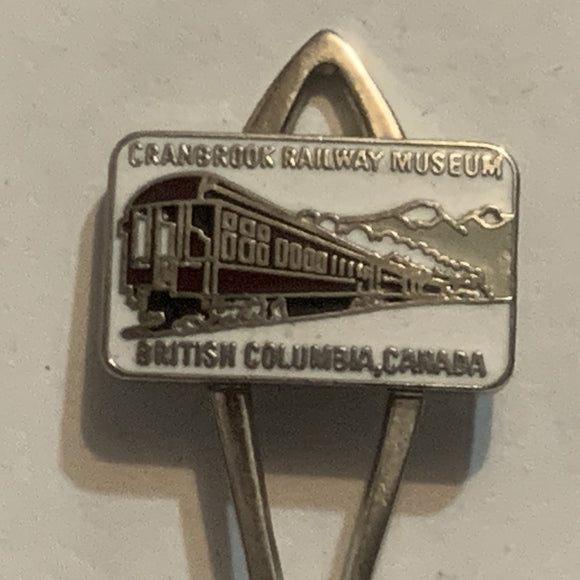 CRANBROOK RAILWAY MUSEUM
BRITISH COLUMBIA, CANADA